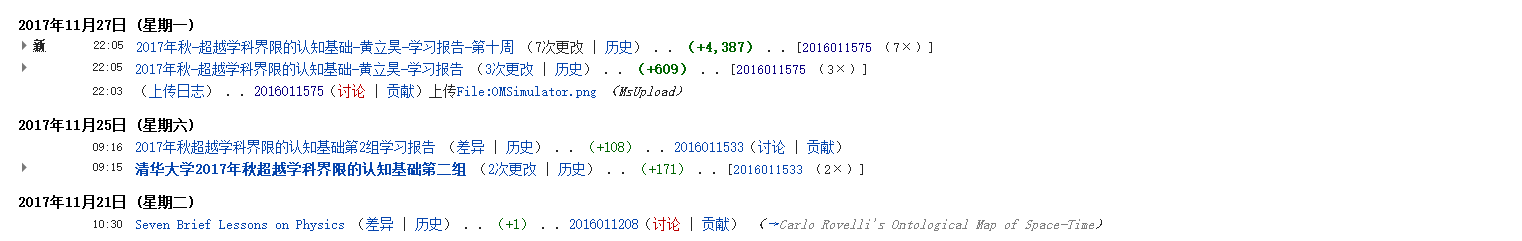 2017年11月27日 (星期一)
新 22:05 2017年秋-超越学科界限的认知基础-黄立昊-学习报告-第十周 (7次更改 | 历史) . . (+4,387) . . [2016011575 (7×)]
22:05 2017年秋-超越学科界限的认知基础-黄立昊-学习报告 (3次更改 | 历史) . . (+609) . . [2016011575 (3×)]
22:03 (上传日志) . . 2016011575 (讨论 | 贡献) 上传File:OMSimulator.png (MsUpload)
2017年11月25日 (星期六)
09:16 2017年秋超越学科界限的认知基础第2组学习报告 (差异 | 历史) . . (+108) . . 2016011533 (讨论 | 贡献)
09:15 清华大学2017年秋超越学科界限的认知基础第二组 (2次更改 | 历史) . . (+171) . . [2016011533 (2×)]
2017年11月21日 (星期二)
10:30 Seven Brief Lessons on Physics (差异 | 历史) . . (+1) . . 2016011208 (讨论 | 贡献) (→Carlo Rovelli's Ontological Map of Space-Time)